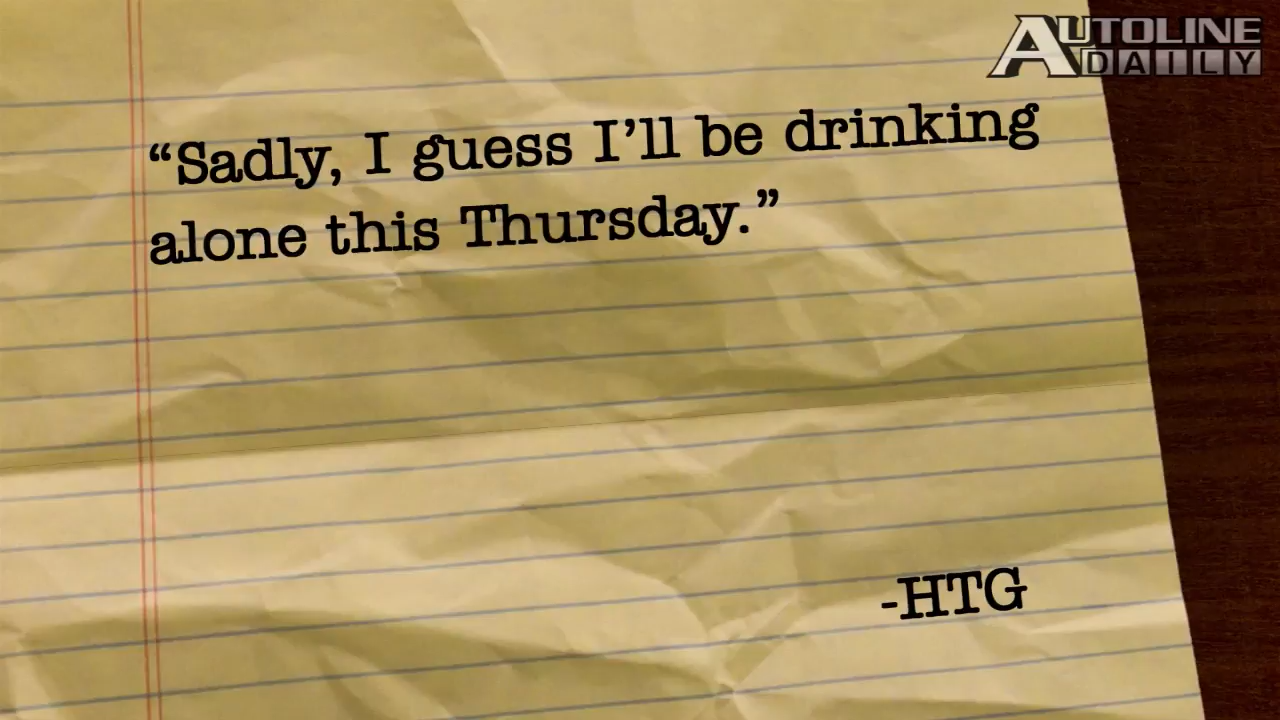 AUTOLINE
DAILY
“Sadly, I guess I’ll be drinking
alone this Thursday.”
-HTG